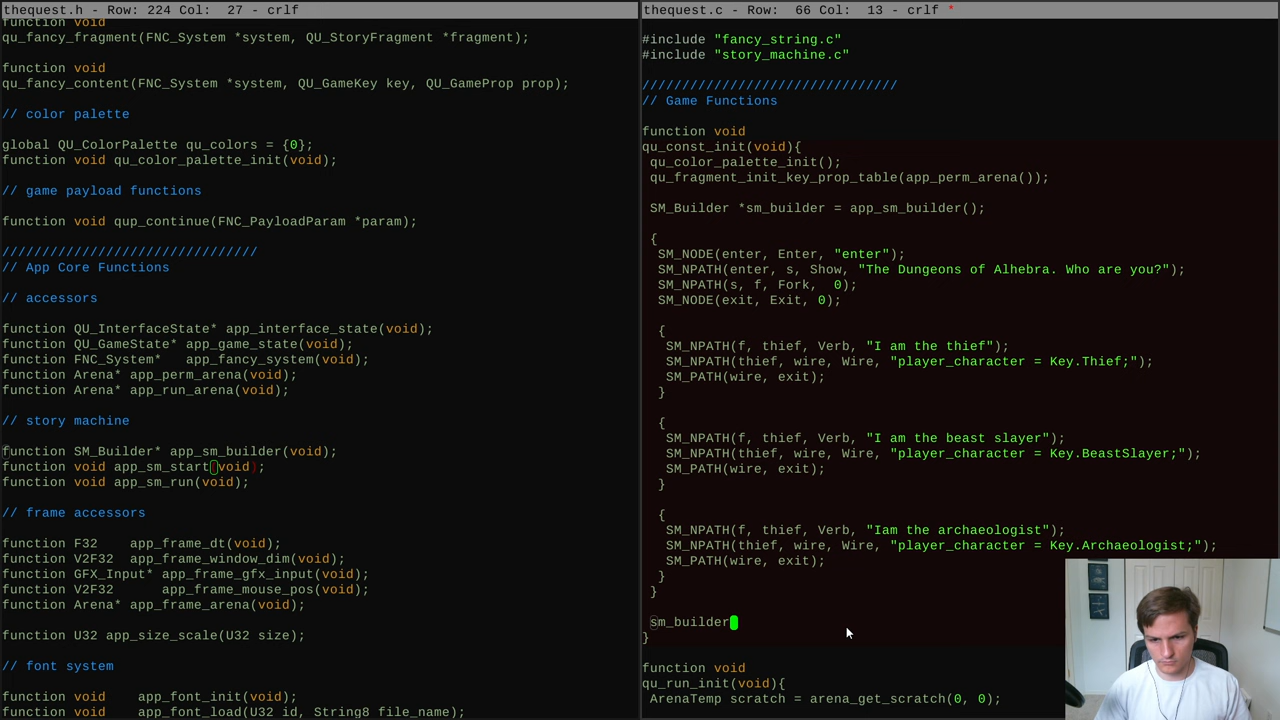 thequest.h - Row: 224 Col:  27 - crlf
function void
qu_fancy_fragment(FNC_System *system, QU_StoryFragment *fragment);
function void
qu_fancy_content(FNC_System *system, QU_GameKey key, QU_GameProp prop);
// color palette
global QU_ColorPalette qu_colors = {0};
function void qu_color_palette_init(void);
// game payload functions
function void qup_continue(FNC_PayloadParam *param);
////////////////////////////////
// App Core Functions
// accessors
function QU_InterfaceState* app_interface_state(void);
function QU_GameState* app_game_state(void);
function FNC_System*   app_fancy_system(void);
function Arena* app_perm_arena(void);
function Arena* app_run_arena(void);
// story machine
function SM_Builder* app_sm_builder(void);
function void app_sm_start(void);
function void app_sm_run(void);
// frame accessors
function F32    app_frame_dt(void);
function V2F32  app_frame_window_dim(void);
function GFX_Input* app_frame_gfx_input(void);
function V2F32      app_frame_mouse_pos(void);
function Arena* app_frame_arena(void);
function U32 app_size_scale(U32 size);
// font system
function void    app_font_init(void);
function void    app_font_load(U32 id, String8 file_name);
thequest.c - Row:  66 Col:  13 - crlf *
#include "fancy_string.c"
#include "story_machine.c"
////////////////////////////////
// Game Functions
function void
qu_const_init(void){
qu_color_palette_init();
qu_fragment_init_key_prop_table(app_perm_arena());
SM_Builder *sm_builder = app_sm_builder();
{
SM_NODE(enter, Enter, "enter");
SM_NPATH(enter, s, Show, "The Dungeons of Alhebra. Who are you?");
SM_NPATH(s, f, Fork,  0);
SM_NODE(exit, Exit, 0);
{
SM_NPATH(f, thief, Verb, "I am the thief");
SM_NPATH(thief, wire, Wire, "player_character = Key.Thief;");
SM_PATH(wire, exit);
}
{
SM_NPATH(f, thief, Verb, "I am the beast slayer");
SM_NPATH(thief, wire, Wire, "player_character = Key.BeastSlayer;");
SM_PATH(wire, exit);
}
{
SM_NPATH(f, thief, Verb, "Iam the archaeologist");
SM_NPATH(thief, wire, Wire, "player_character = Key.Archaeologist;");
SM_PATH(wire, exit);
}
}
sm_builder
}
function void
qu_run_init(void){
ArenaTemp scratch = arena_get_scratch(0, 0);